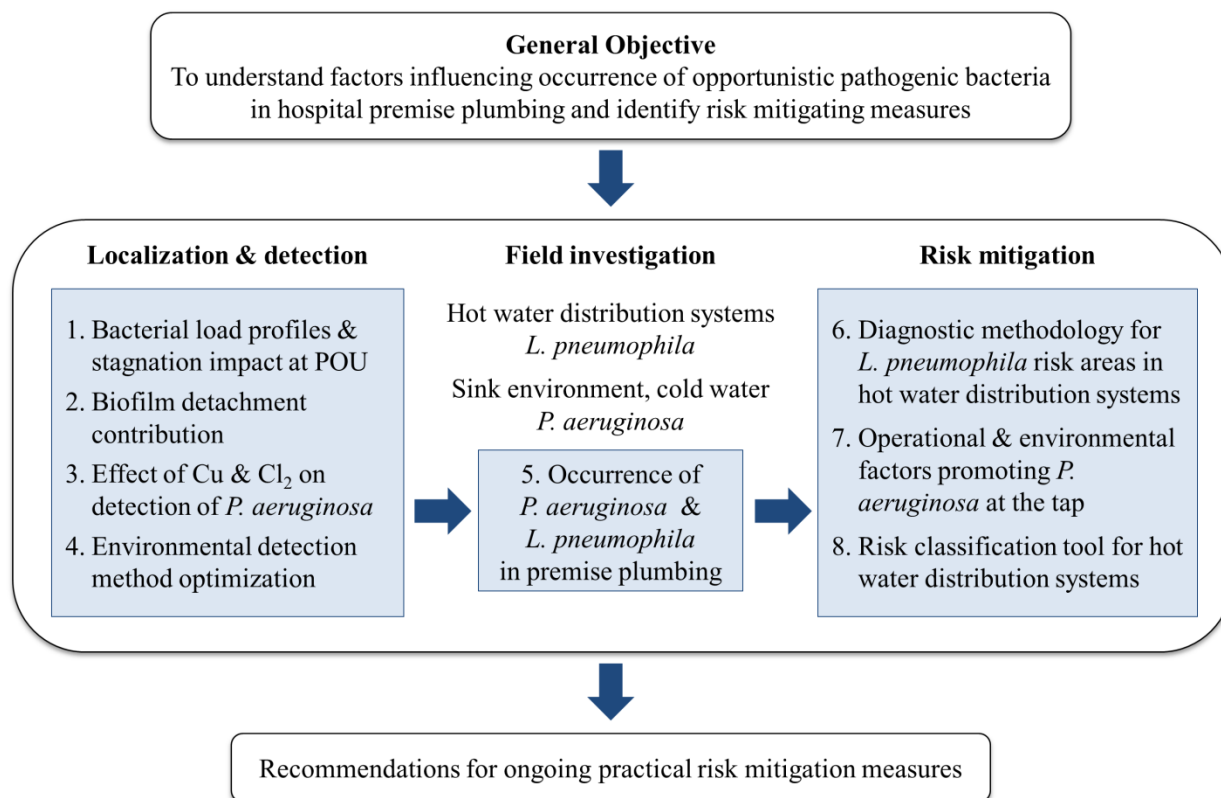 General Objective
To understand factors influencing occurrence of opportunistic pathogenic bacteria
in hospital premise plumbing and identify risk mitigating measures
Localization & detection
1. Bacterial load profiles &
stagnation impact at POU
2. Biofilm detachment
contribution
3. Effect of Cu & Cl₂ on
detection of P. aeruginosa
4. Environmental detection
method optimization
Field investigation
Hot water distribution systems
L. pneumophila
Sink environment, cold water
P. aeruginosa
5. Occurrence of
P. aeruginosa &
L. pneumophila
in premise plumbing
Risk mitigation
6. Diagnostic methodology for
L. pneumophila risk areas in
hot water distribution systems
7. Operational & environmental
factors promoting P.
aeruginosa at the tap
8. Risk classification tool for hot
water distribution systems
Recommendations for ongoing practical risk mitigation measures